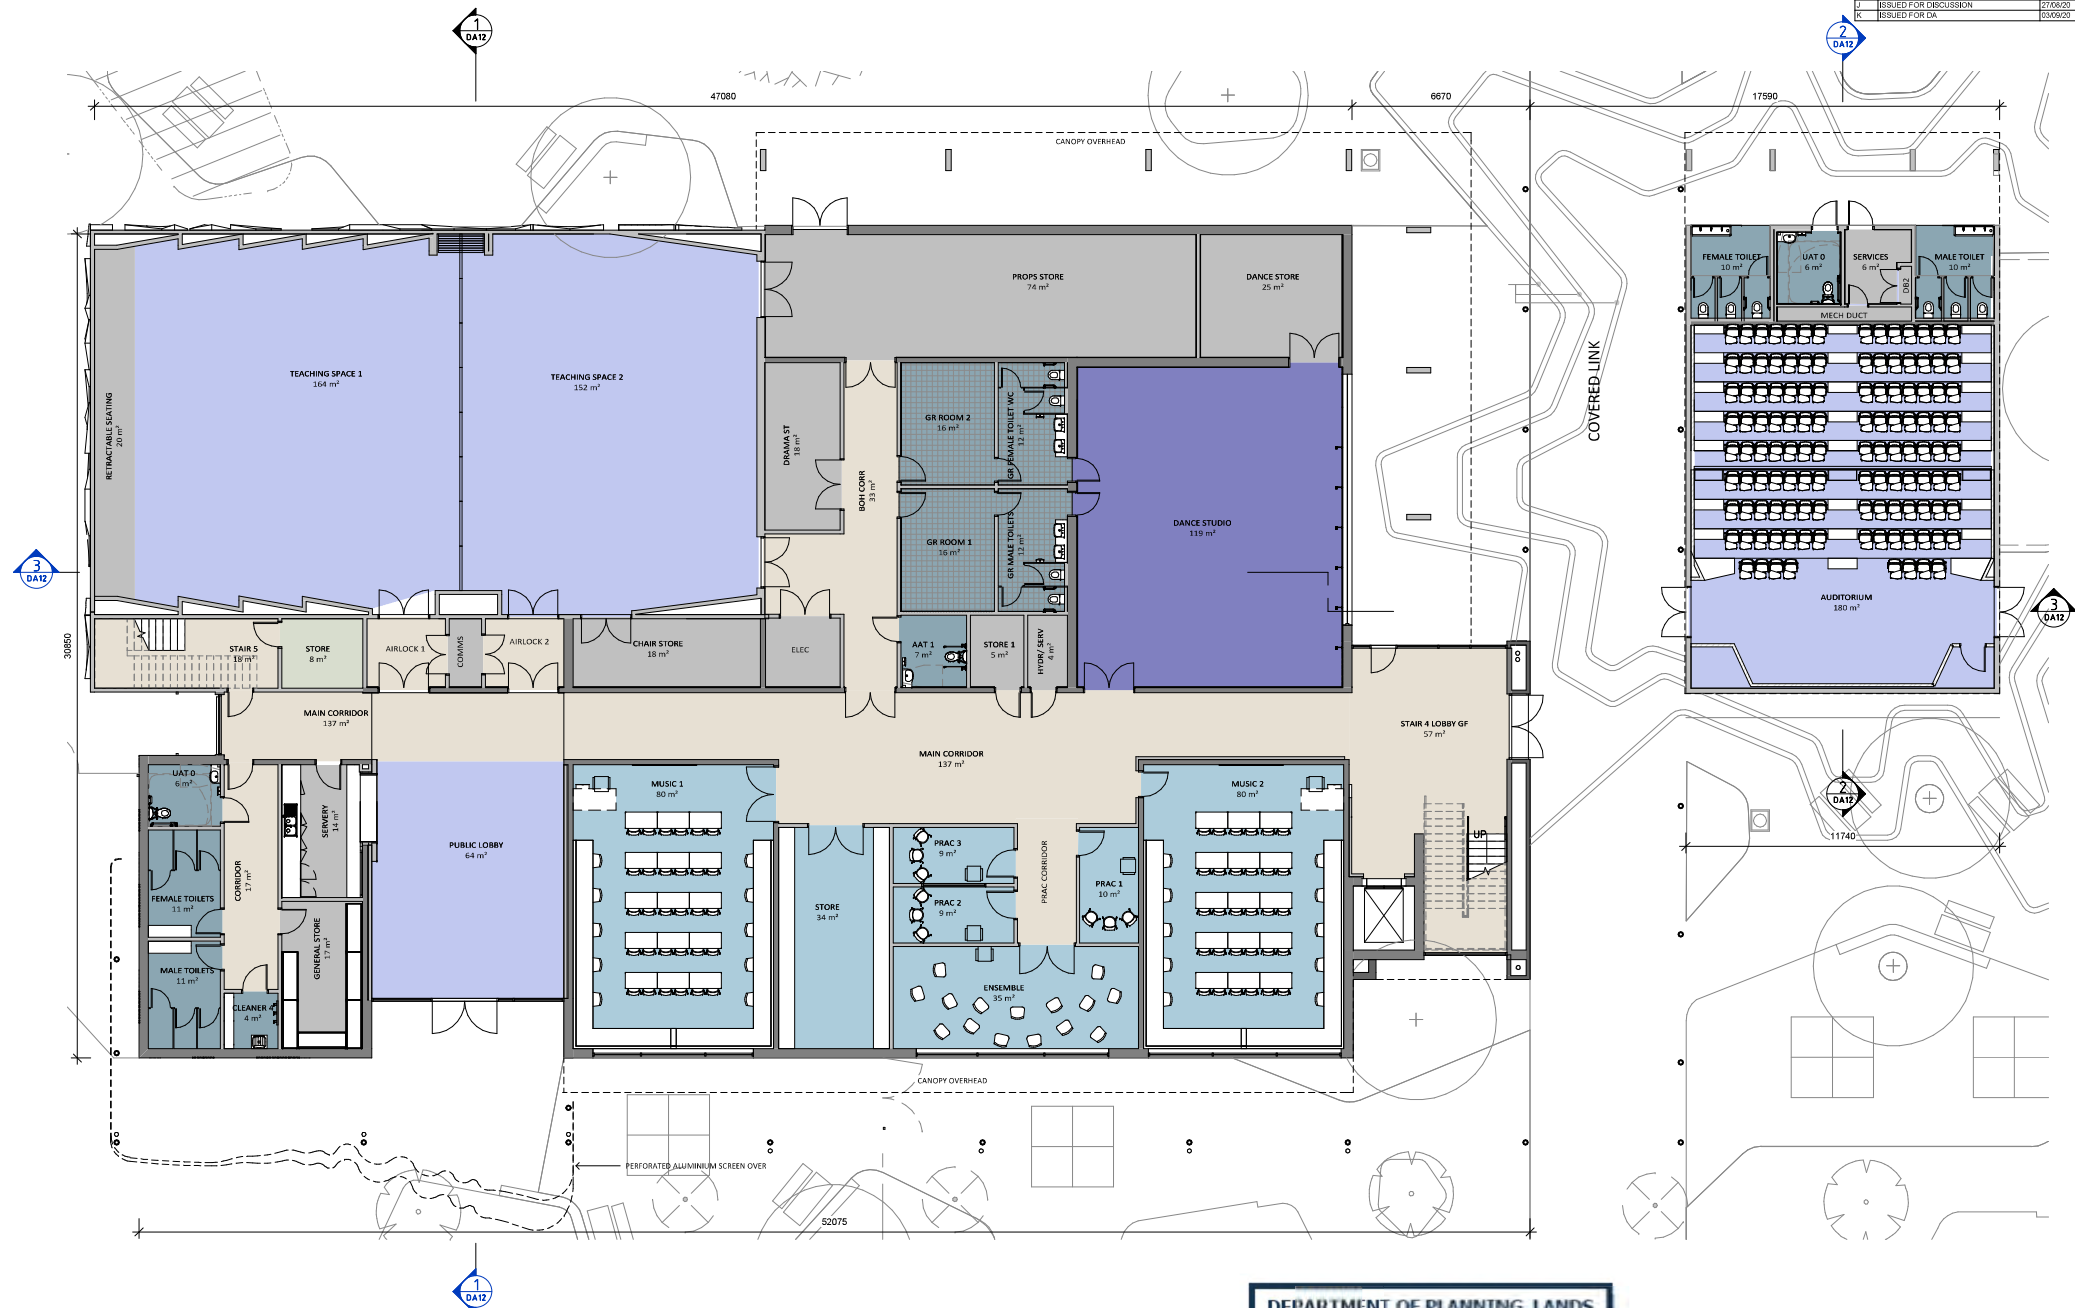 J ISSUED FOR DISCUSSION 27/08/20
K ISSUED FOR DA 03/09/20
1
DA12
2
DA12
47080
6670
17590
CANOPY OVERHEAD
PROPS STORE
74 m²
DANCE STORE
25 m²
FEMALE TOILET
10 m²
UAT 0
6 m²
SERVICES
6 m²
DB2
MALE TOILET
10 m²
MECH DUCT
COVERED LINK
TEACHING SPACE 1
164 m²
TEACHING SPACE 2
152 m²
RETRACTABLE SEATING
20 m²
DRAMA ST
18 m²
BOH CORR
33 m²
GR ROOM 2
16 m²
GR FEMALE TOILET WC
12 m²
GR ROOM 1
16 m²
GR MALE TOILETS
12 m²
DANCE STUDIO
119 m²
3
DA12
AUDITORIUM
180 m²
3
DA12
30850
STAIR 5
18 m²
STORE
8 m²
AIRLOCK 1
COMMS
AIRLOCK 2
CHAIR STORE
18 m²
ELEC
AAT 1
7 m²
STORE 1
5 m²
HYDR/ SERV
4 m²
MAIN CORRIDOR
137 m²
STAIR 4 LOBBY GF
57 m²
MAIN CORRIDOR
137 m²
UAT 0
6 m²
SERVERY
14 m²
MUSIC 1
80 m²
MUSIC 2
80 m²
2
DA12
11740
UP
PUBLIC LOBBY
64 m²
CORRIDOR
17 m²
PRAC 3
9 m²
PRAC CORRIDOR
PRAC 1
10 m²
FEMALE TOILETS
11 m²
STORE
34 m²
PRAC 2
9 m²
GENERAL STORE
17 m²
MALE TOILETS
11 m²
ENSEMBLE
35 m²
CLEANER 4
4 m²
CANOPY OVERHEAD
PERFORATED ALUMINIUM SCREEN OVER
52075
1
DA12
DEPARTMENT OF PLANNING, LANDS